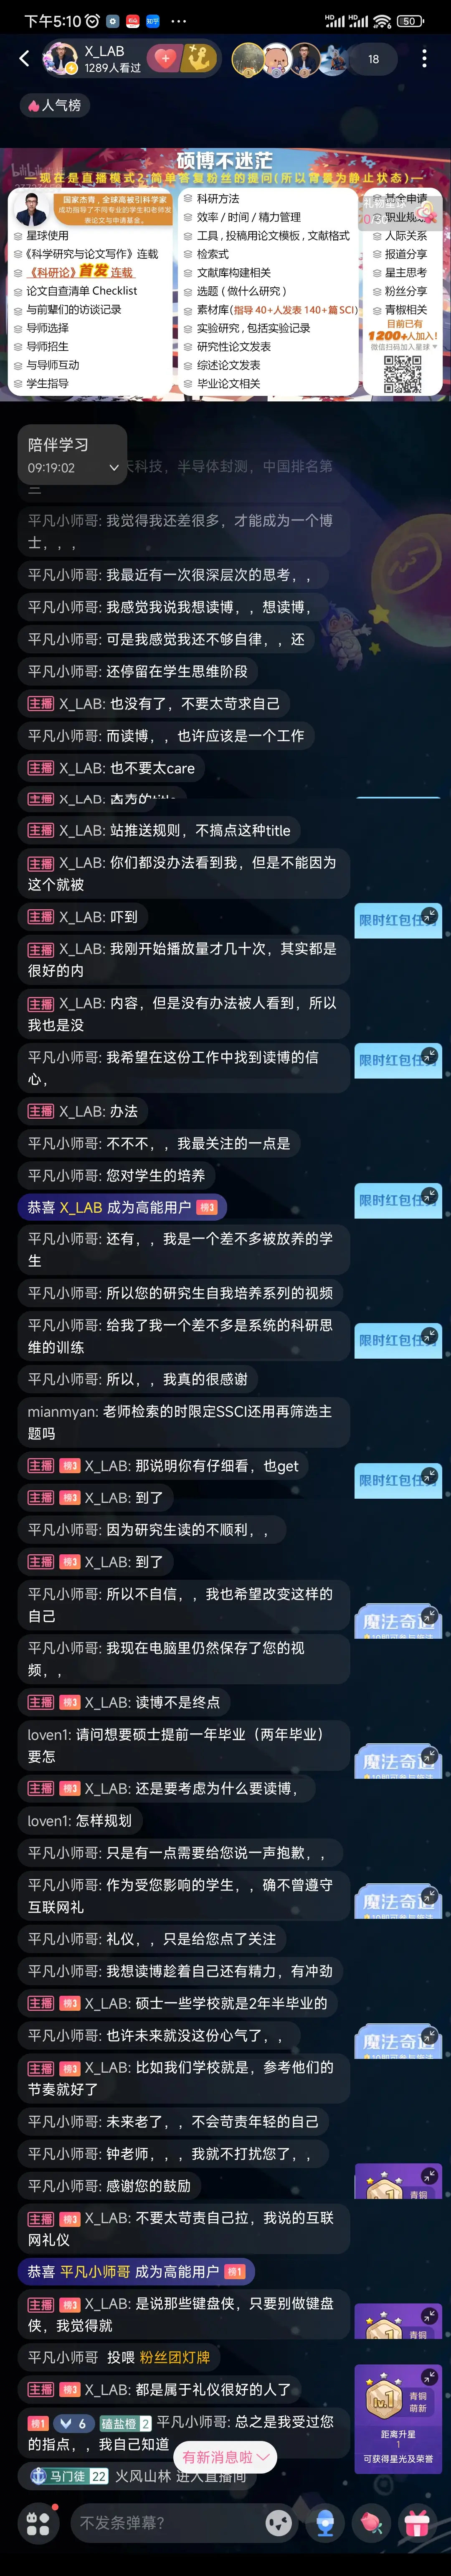 下午5:10
50
X_LAB
1289人看过
18
人气榜
硕博不迷茫
现在是直播模式2:简单答复粉丝的提问(所以背景为静止状态)
国家杰青,全球高被引科学家
成功指导了不同专业的学生和老师发
表论文与申请基金。
星球使用
《科学研究与论文写作》连载
《科研论》首发 连载
论文自查清单 Checklist
与前辈们的访谈记录
导师选择
导师招生
与导师互动
学生指导
科研方法
效率 / 时间 / 精力管理
工具 , 投稿用论文模板 , 文献格式
检索式
文献库构建相关
选题 ( 做什么研究 )
素材库(指导 40+人发表 140+篇 SCI)
实验研究 , 包括实验记录
研究性论文发表
综述论文发表
毕业论文相关
基金申请
职业规划
人际关系
报道分享
星主思考
粉丝分享
青椒相关
目前已有
1200+人加入!
微信扫码加入星球
陪伴学习
09:19:02
天科技，半导体封测，中国排名第
三
平凡小师哥: 我觉得我还差很多，才能成为一个博
士，，，
平凡小师哥: 我最近有一次很深层次的思考，，
平凡小师哥: 我感觉我说我想读博，，想读博，
平凡小师哥: 可是我感觉我还不够自律，，还
平凡小师哥: 还停留在学生思维阶段
主播 X_LAB: 也没有了，不要太苛求自己
平凡小师哥: 而读博，，也许应该是一个工作
主播 X_LAB: 也不要太care
主播 X_LAB:
主播 X_LAB: 站推送规则，不搞点这种title
主播 X_LAB: 你们都没办法看到我，但是不能因为
这个就被
主播 X_LAB: 吓到
限时红包任
主播 X_LAB: 我刚开始播放量才几十次，其实都是
很好的内
主播 X_LAB: 内容，但是没有办法被人看到，所以
我也是没
平凡小师哥: 我希望在这份工作中找到读博的信
心，
限时红包任
主播 X_LAB: 办法
平凡小师哥: 不不不，，我最关注的一点是
平凡小师哥: 您对学生的培养
恭喜 X_LAB 成为高能用户 榜3
限时红包任
平凡小师哥: 还有，，我是一个差不多被放养的学
生
平凡小师哥: 所以您的研究生自我培养系列的视频
平凡小师哥: 给我了我一个差不多是系统的科研思
维的训练
限时红包任
平凡小师哥: 所以，，我真的很感谢
mianmyan: 老师检索的时限定SSCI还用再筛选主
题吗
主播 榜3 X_LAB: 那说明你有仔细看，也get
限时红包任
主播 榜3 X_LAB: 到了
平凡小师哥: 因为研究生读的不顺利，，
主播 榜3 X_LAB: 到了
平凡小师哥: 所以不自信，，我也希望改变这样的
自己
魔法奇遇
平凡小师哥: 我现在电脑里仍然保存了您的视
频，，
主播 榜3 X_LAB: 读博不是终点
loven1: 请问想要硕士提前一年毕业（两年毕业）
要怎
魔法奇遇
主播 榜3 X_LAB: 还是要考虑为什么要读博，
loven1: 怎样规划
平凡小师哥: 只是有一点需要给您说一声抱歉，，
平凡小师哥: 作为受您影响的学生，，确不曾遵守
互联网礼
魔法奇遇
平凡小师哥: 礼仪，，只是给您点了关注
平凡小师哥: 我想读博趁着自己还有精力，有冲劲
主播 榜3 X_LAB: 硕士一些学校就是2年半毕业的
平凡小师哥: 也许未来就没这份心气了，，
魔法奇遇
主播 榜3 X_LAB: 比如我们学校就是，参考他们的
节奏就好了
平凡小师哥: 未来老了，，不会苛责年轻的自己
平凡小师哥: 钟老师，，，我就不打扰您了，，
平凡小师哥: 感谢您的鼓励
Lv1 青铜
主播 榜3 X_LAB: 不要太苛责自己拉，我说的互联
网礼仪
恭喜 平凡小师哥 成为高能用户 榜1
主播 榜3 X_LAB: 是说那些键盘侠，只要别做键盘
侠，我觉得就
Lv1 青铜
平凡小师哥 投喂 粉丝团灯牌
主播 榜3 X_LAB: 都是属于礼仪很好的人了
Lv1 青铜
萌新
距离升星
1
可获得星光及荣誉
榜1 6 磕盐橙 2 平凡小师哥: 总之是我受过您
的指点，，我自己知道
有新消息啦
马门徒 22 火风山林 进入直播间
不发条弹幕?